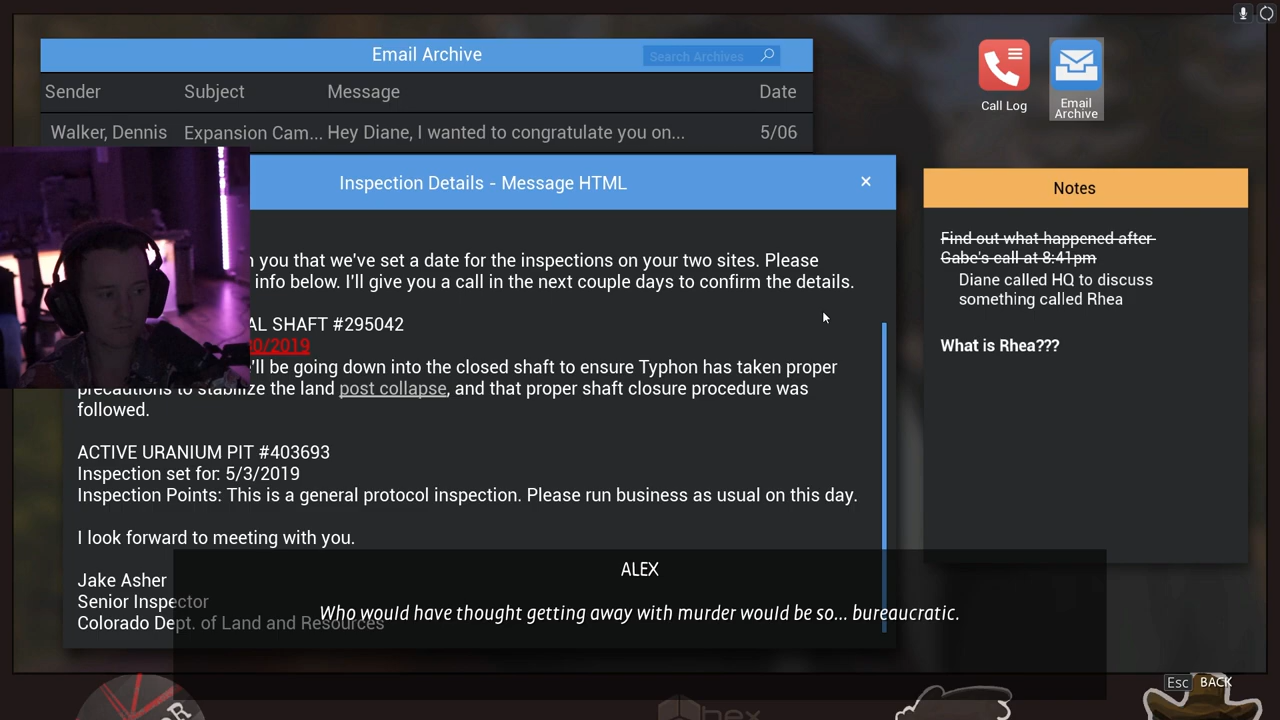 Email Archive
Search Archives
Sender Subject Message Date
Walker, Dennis Expansion Cam... Hey Diane, I wanted to congratulate you on... 5/06
Call Log
Email
Archive
Inspection Details - Message HTML
you that we've set a date for the inspections on your two sites. Please
info below. I'll give you a call in the next couple days to confirm the details.
SHAFT #295042
0/2019
'll be going down into the closed shaft to ensure Typhon has taken proper
precautions to stabilize the land post collapse, and that proper shaft closure procedure was
followed.
ACTIVE URANIUM PIT #403693
Inspection set for: 5/3/2019
Inspection Points: This is a general protocol inspection. Please run business as usual on this day.
I look forward to meeting with you.
Jake Asher
Senior Inspector
Colorado Dept. of Land and Resources
Notes
Find out what happened after
Gabe's call at 8:41pm
Diane called HQ to discuss
something called Rhea
What is Rhea???
ALEX
Who would have thought getting away with murder would be so... bureaucratic.
Esc BACK
hex